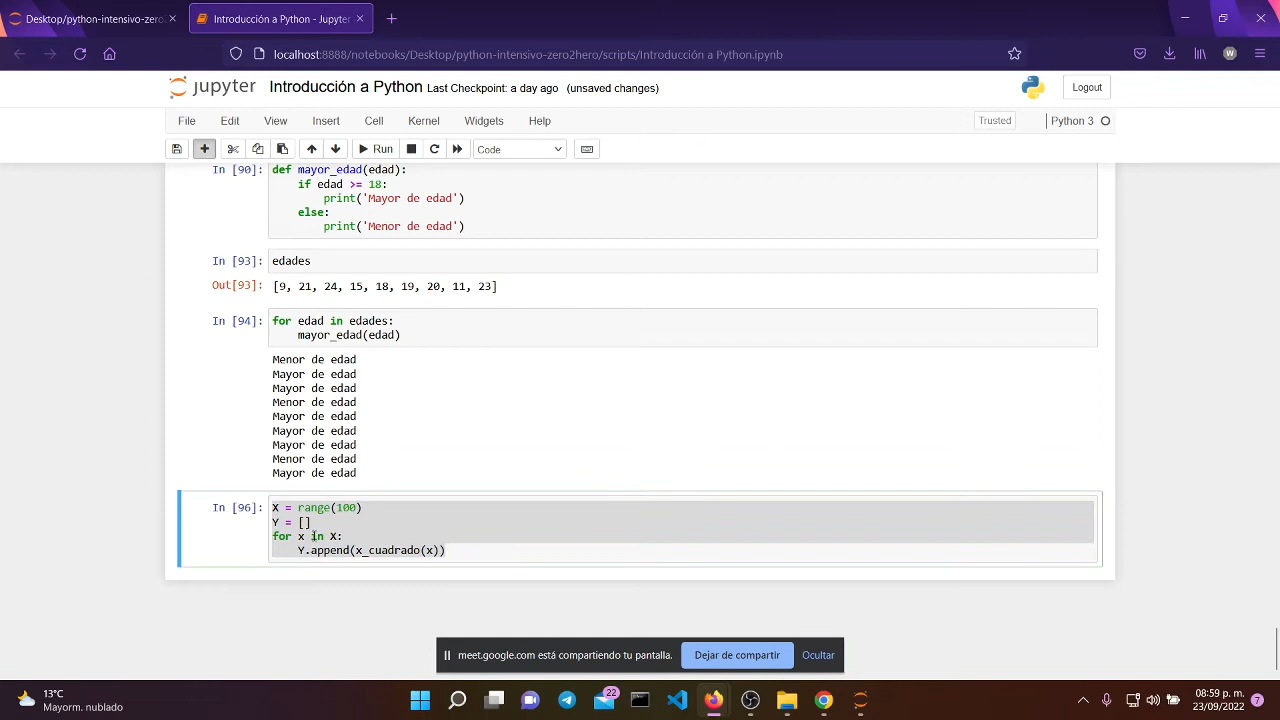 Desktop/python-intensivo-zero
Introducción a Python - Jupyter
localhost:8888/notebooks/Desktop/python-intensivo-zero2hero/scripts/Introducción a Python.ipynb
W
jupyter Introducción a Python Last Checkpoint: a day ago (unsaved changes)
Logout
File Edit View Insert Cell Kernel Widgets Help
Trusted Python 3
Run Code
In [90]: def mayor_edad(edad):
if edad >= 18:
print('Mayor de edad')
else:
print('Menor de edad')
In [93]: edades
Out[93]: [9, 21, 24, 15, 18, 19, 20, 11, 23]
In [94]: for edad in edades:
mayor_edad(edad)
Menor de edad
Mayor de edad
Mayor de edad
Menor de edad
Mayor de edad
Mayor de edad
Mayor de edad
Menor de edad
Mayor de edad
In [96]: X = range(100)
Y = []
for x in X:
Y.append(x_cuadrado(x))
meet.google.com está compartiendo tu pantalla. Dejar de compartir Ocultar
13°C
Mayorm. nublado
22
08:59 p. m.
23/09/2022
7